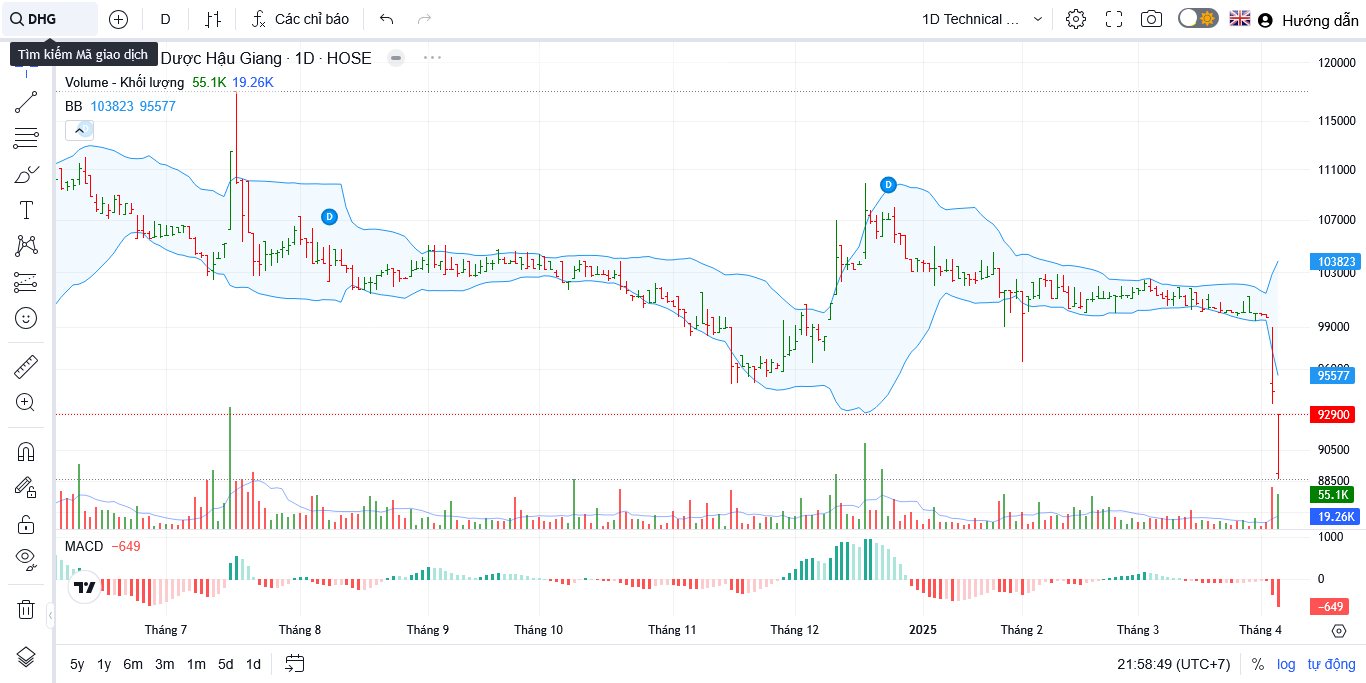 DHG
D
Các chỉ báo
1D Technical ...
Hướng dẫn
Tìm kiếm Mã giao dịch
Dược Hậu Giang · 1D · HOSE
Volume - Khối lượng 55.1K 19.26K
BB 103823 95577
D
D
120000
115000
111000
107000
103823
103000
99000
96000
95577
92900
90500
88500
55.1K
19.26K
MACD −649
1000
0
−649
Tháng 7
Tháng 8
Tháng 9
Tháng 10
Tháng 11
Tháng 12
2025
Tháng 2
Tháng 3
Tháng 4
5y 1y 6m 3m 1m 5d 1d
21:58:49 (UTC+7)
%
log
tự động